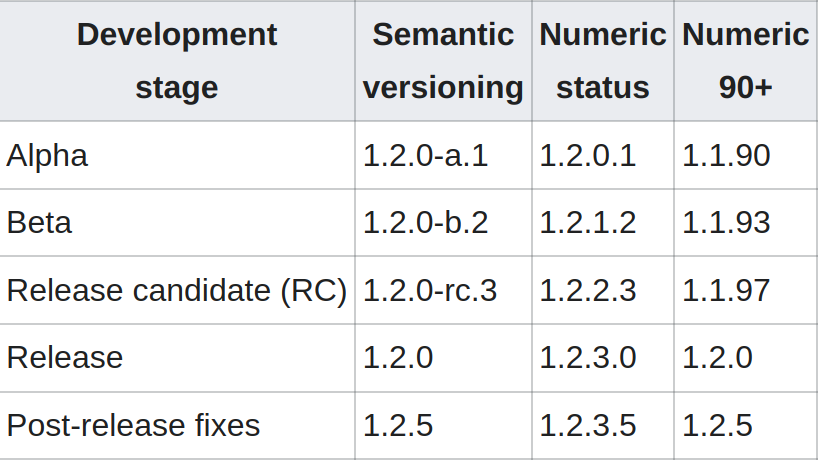 Development stage Semantic versioning Numeric status Numeric 90+
Alpha 1.2.0-a.1 1.2.0.1 1.1.90
Beta 1.2.0-b.2 1.2.1.2 1.1.93
Release candidate (RC) 1.2.0-rc.3 1.2.2.3 1.1.97
Release 1.2.0 1.2.3.0 1.2.0
Post-release fixes 1.2.5 1.2.3.5 1.2.5